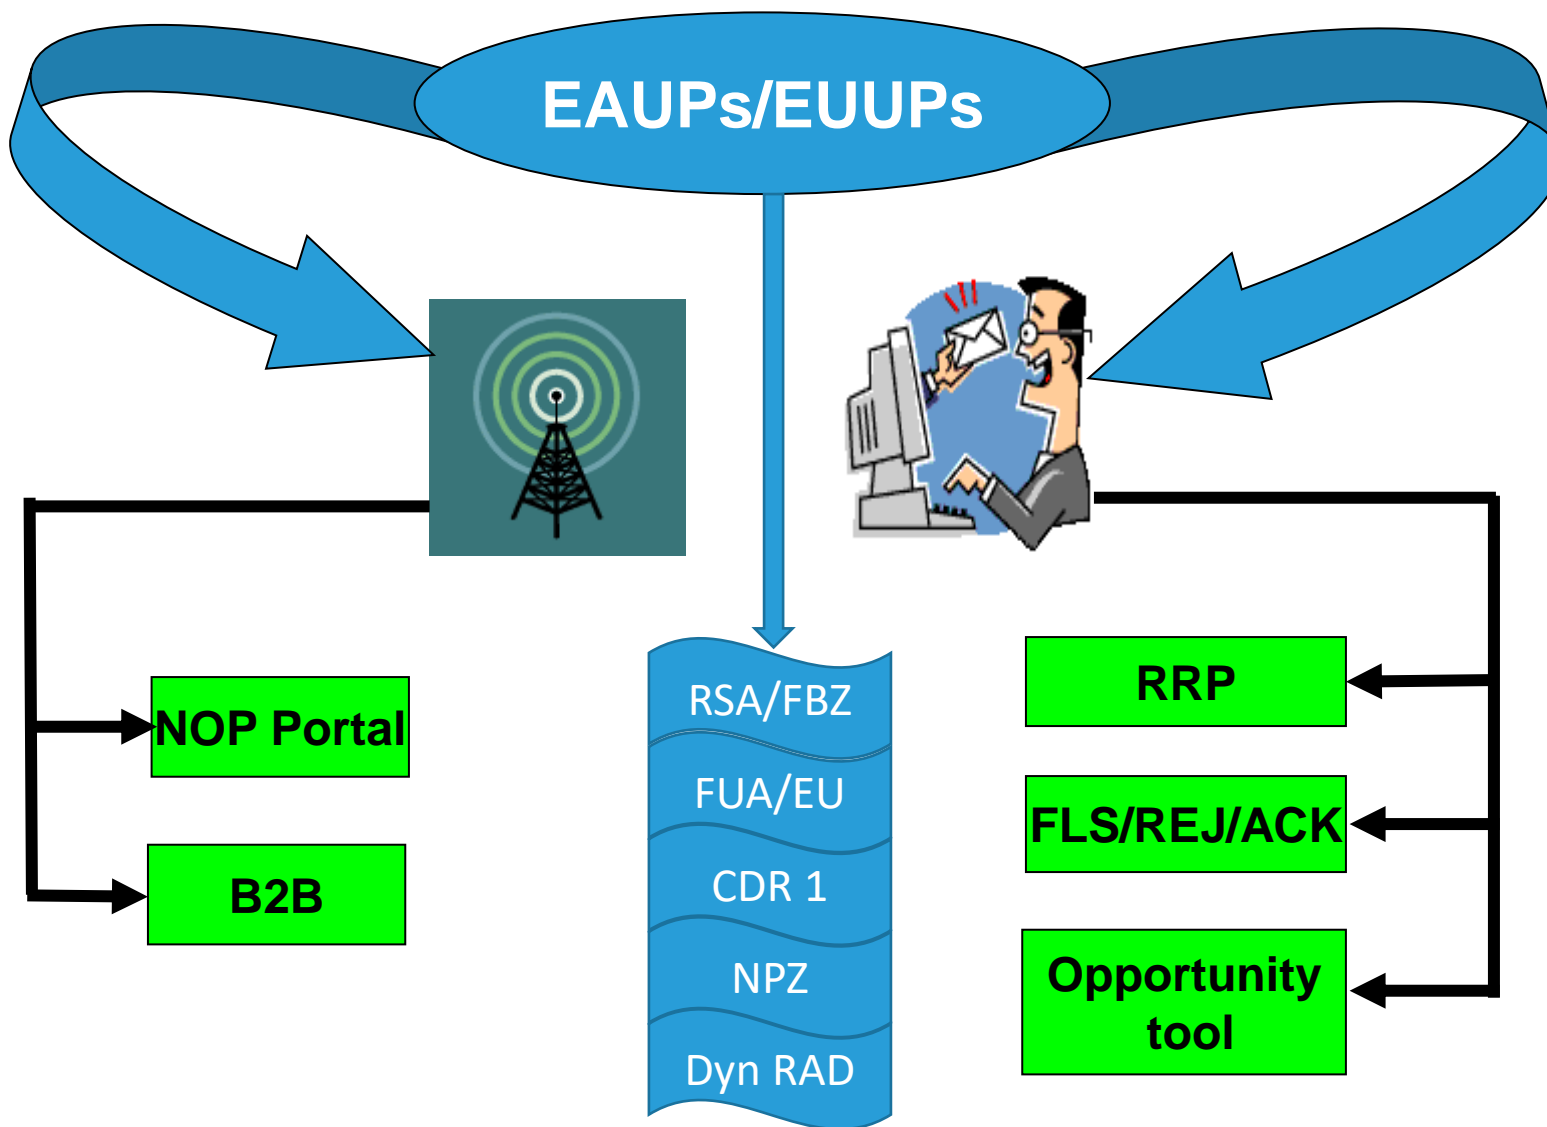 EAUPs/EUUPs
NOP Portal
B2B
RSA/FBZ
FUA/EU
CDR 1
NPZ
Dyn RAD
RRP
FLS/REJ/ACK
Opportunity
tool